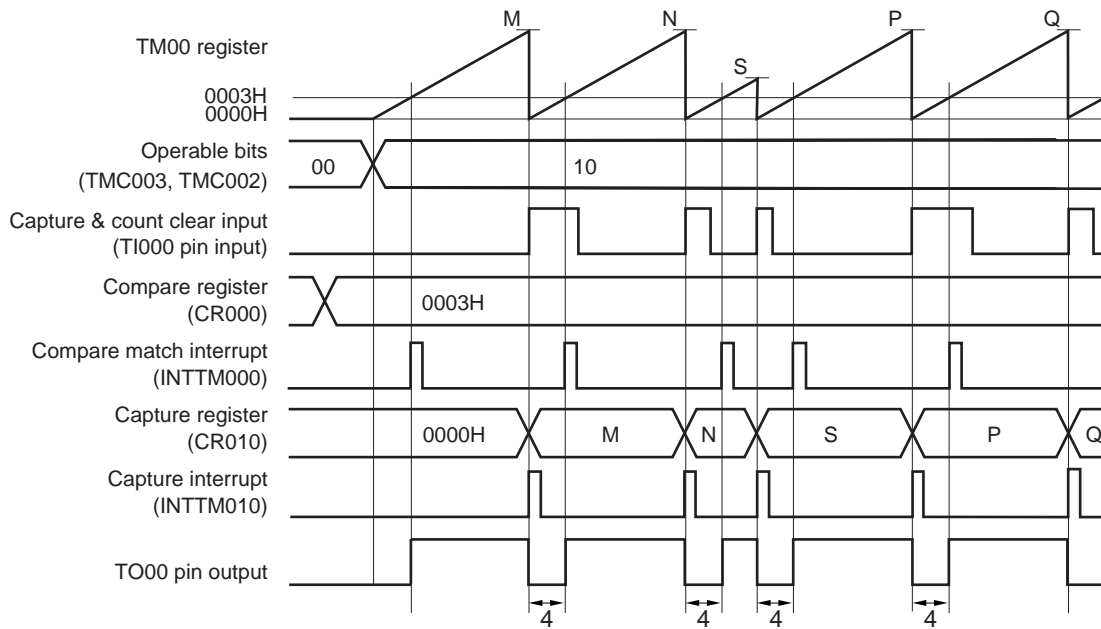 M N P Q
TM00 register
S
0003H
0000H
Operable bits
(TMC003, TMC002)
00 10
Capture & count clear input
(TI000 pin input)
Compare register
(CR000)
0003H
Compare match interrupt
(INTTM000)
Capture register
(CR010)
0000H M N S P Q
Capture interrupt
(INTTM010)
TO00 pin output
4 4 4 4